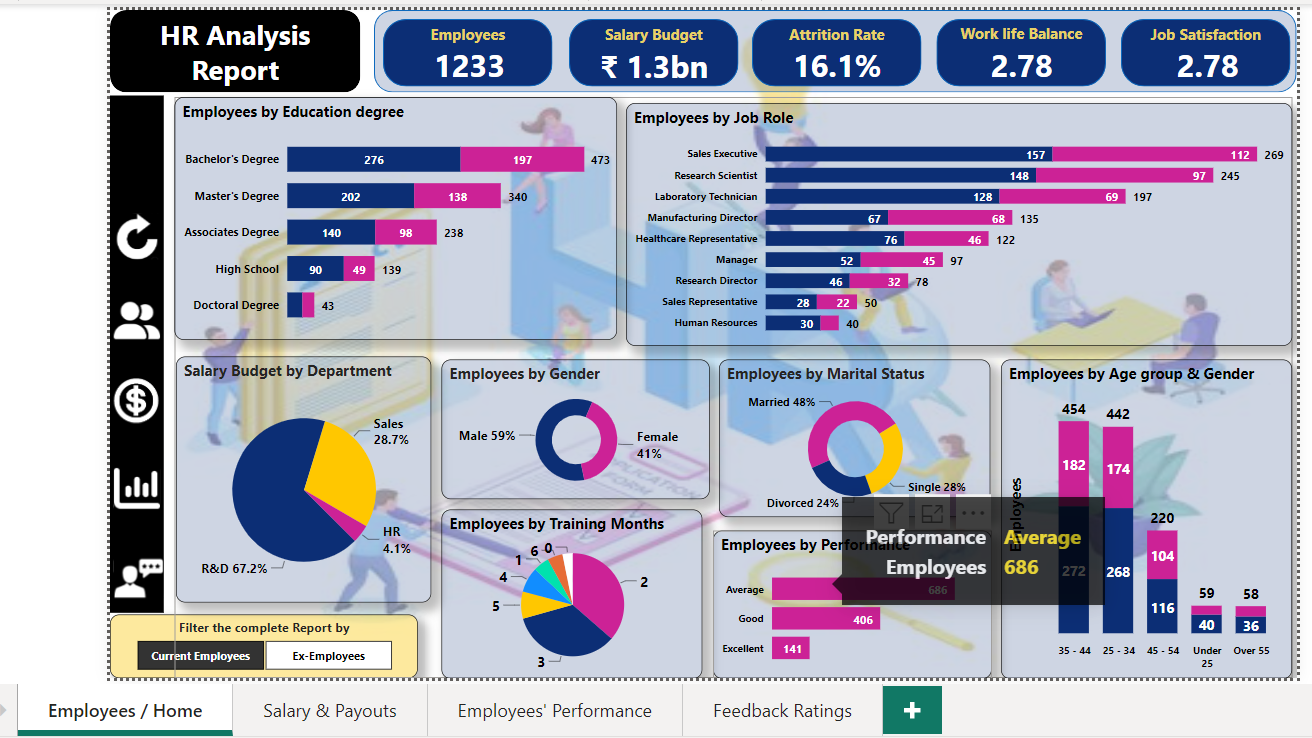 HR Analysis
Report
Employees
1233
Salary Budget
₹ 1.3bn
Attrition Rate
16.1%
Work life Balance
2.78
Job Satisfaction
2.78
Employees by Education degree
Bachelor's Degree 276 197 473
Master's Degree 202 138 340
Associates Degree 140 98 238
High School 90 49 139
Doctoral Degree 43
Employees by Job Role
Sales Executive 157 112 269
Research Scientist 148 97 245
Laboratory Technician 128 69 197
Manufacturing Director 67 68 135
Healthcare Representative 76 46 122
Manager 52 45 97
Research Director 46 32 78
Sales Representative 28 22 50
Human Resources 30 40
Salary Budget by Department
Sales
28.7%
HR
4.1%
R&D 67.2%
Employees by Gender
Male 59%
Female
41%
Employees by Marital Status
Married 48%
Single 28%
Divorced 24%
Employees by Age group & Gender
Employees
454 442
182 174
220
272 268
104
116
59 58
40 36
35 - 44 25 - 34 45 - 54 Under Over 55
25
Employees by Training Months
6 0
1
4
2
5
3
Employees by Performance
Average 686
Good 406
Excellent 141
Performance Average
Employees 686
Filter the complete Report by
Current Employees Ex-Employees
Employees / Home Salary & Payouts Employees' Performance Feedback Ratings +